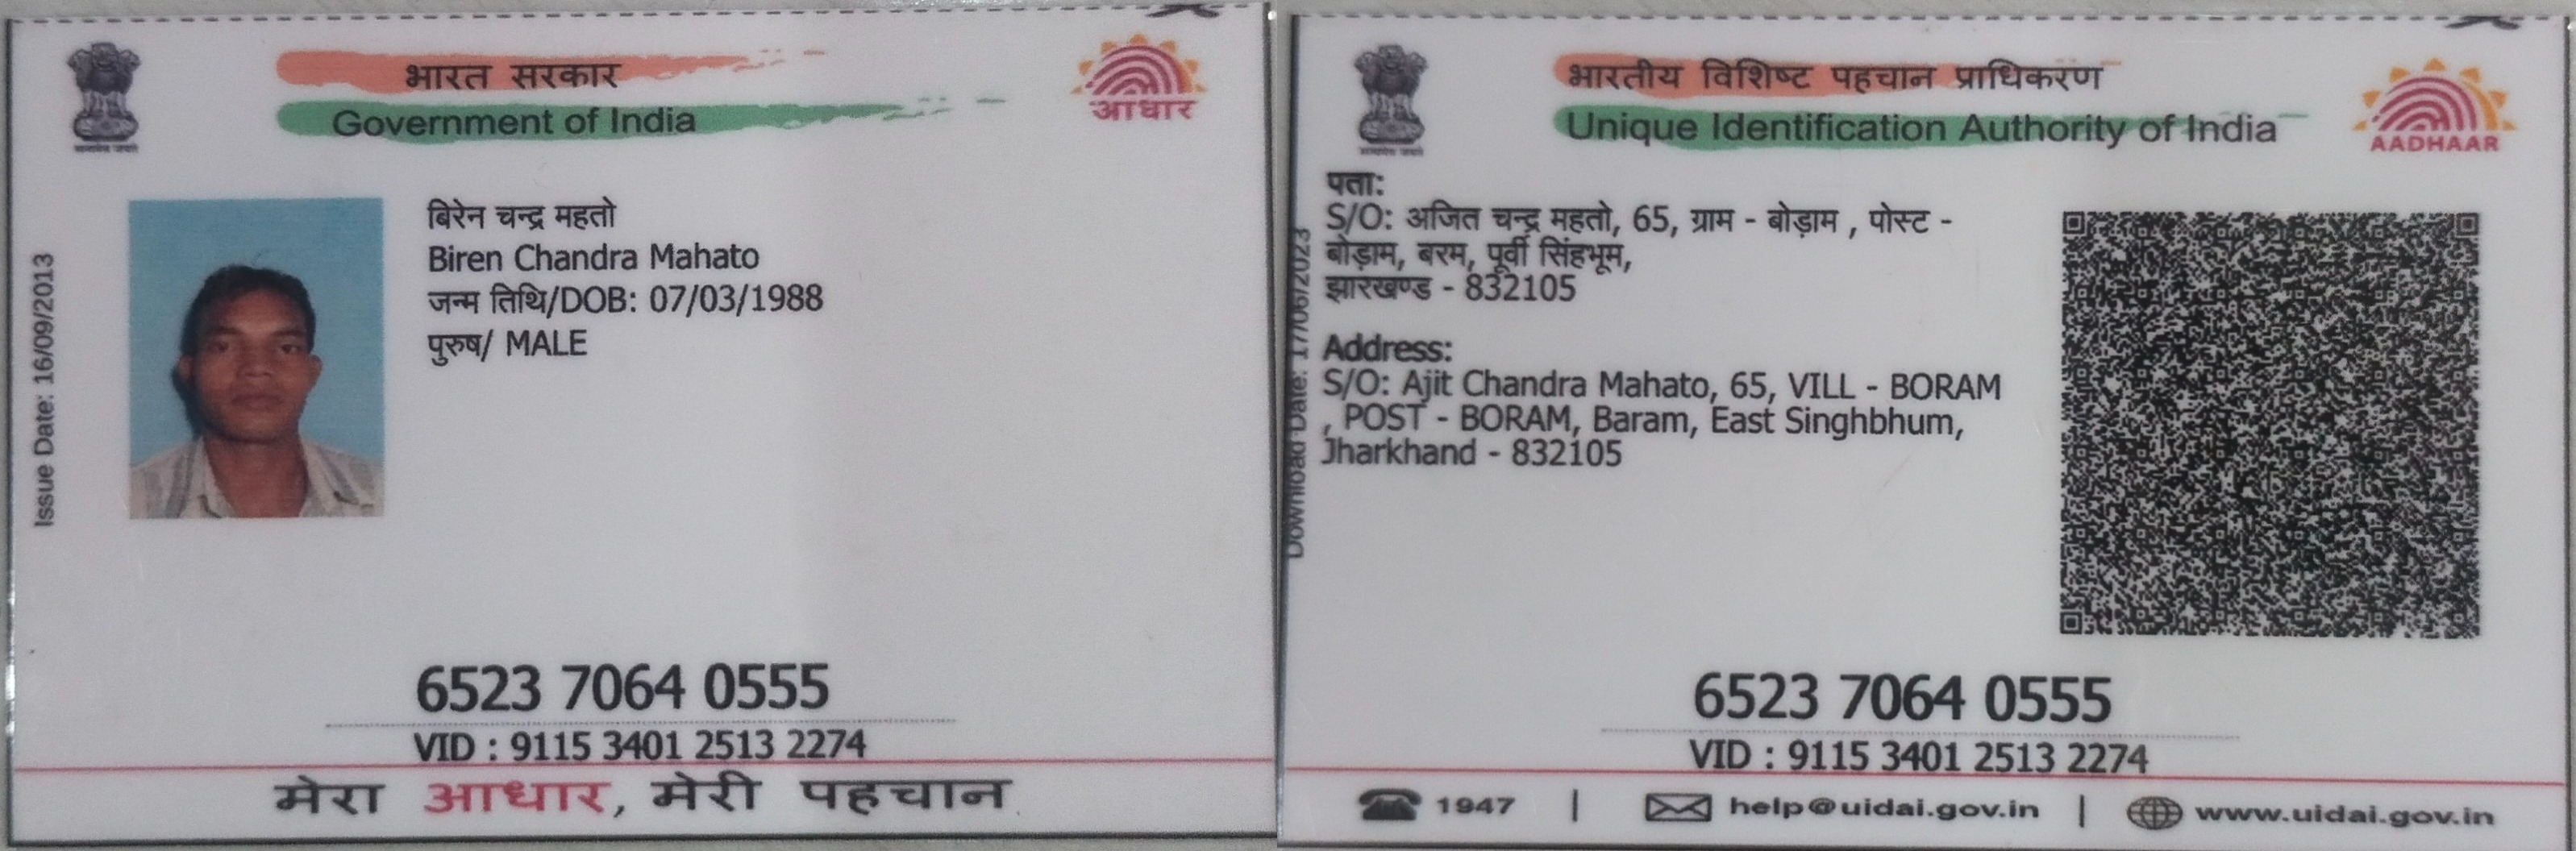 भारत सरकार
Government of India
आधार
Issue Date: 16/09/2013
बिरेन चन्द्र महतो
Biren Chandra Mahato
जन्म तिथि/DOB: 07/03/1988
पुरुष/ MALE
6523 7064 0555
VID : 9115 3401 2513 2274
मेरा आधार, मेरी पहचान
भारतीय विशिष्ट पहचान प्राधिकरण
Unique Identification Authority of India
AADHAAR
Download Date: 17/06/2023
पता:
S/O: अजित चन्द्र महतो, 65, ग्राम - बोड़ाम , पोस्ट -
बोड़ाम, बरम, पूर्वी सिंहभूम,
झारखण्ड - 832105
Address:
S/O: Ajit Chandra Mahato, 65, VILL - BORAM
, POST - BORAM, Baram, East Singhbhum,
Jharkhand - 832105
6523 7064 0555
VID : 9115 3401 2513 2274
1947 | help@uidai.gov.in | www.uidai.gov.in